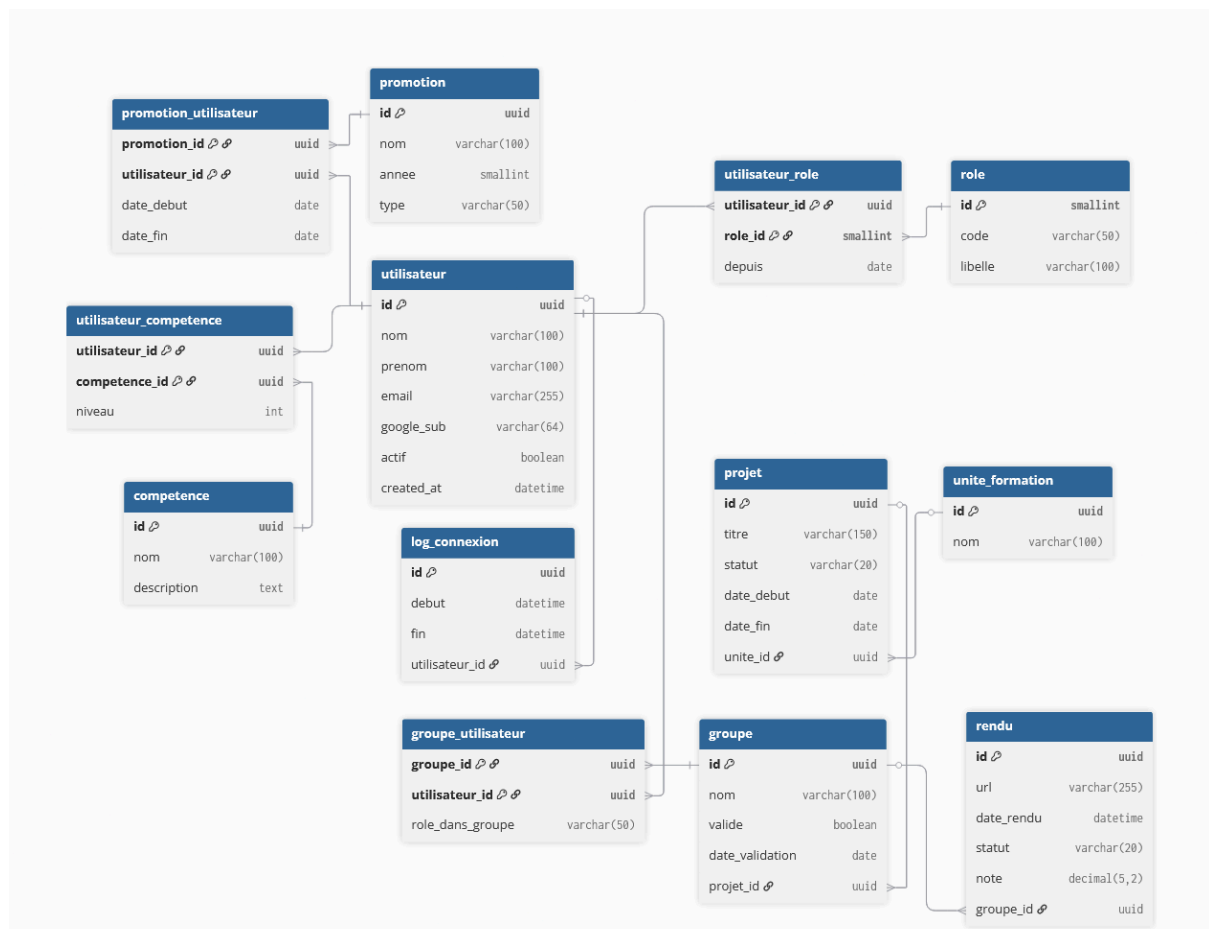 promotion
id uuid
nom varchar(100)
annee smallint
type varchar(50)
promotion_utilisateur
promotion_id uuid
utilisateur_id uuid
date_debut date
date_fin date
utilisateur_role
utilisateur_id uuid
role_id smallint
depuis date
role
id smallint
code varchar(50)
libelle varchar(100)
utilisateur
id uuid
nom varchar(100)
prenom varchar(100)
email varchar(255)
google_sub varchar(64)
actif boolean
created_at datetime
utilisateur_competence
utilisateur_id uuid
competence_id uuid
niveau int
competence
id uuid
nom varchar(100)
description text
log_connexion
id uuid
debut datetime
fin datetime
utilisateur_id uuid
projet
id uuid
titre varchar(150)
statut varchar(20)
date_debut date
date_fin date
unite_id uuid
unite_formation
id uuid
nom varchar(100)
groupe_utilisateur
groupe_id uuid
utilisateur_id uuid
role_dans_groupe varchar(50)
groupe
id uuid
nom varchar(100)
valide boolean
date_validation date
projet_id uuid
rendu
id uuid
url varchar(255)
date_rendu datetime
statut varchar(20)
note decimal(5,2)
groupe_id uuid